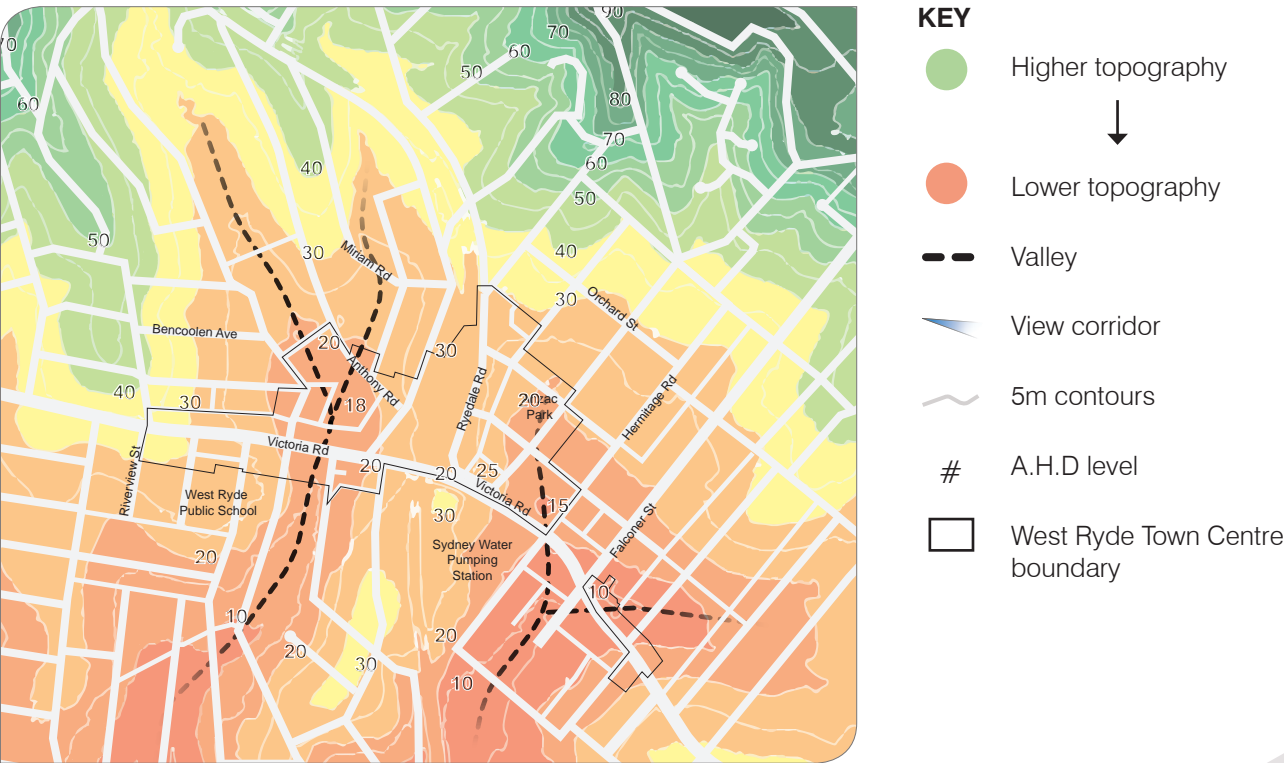 90
70
70
60
50
60
80
70
60
50
40
50
30
40
30
Miriam Rd
Orchard St
Bencoolen Ave
20
30
Anthony Rd
Ryedale Rd
Hermitage Rd
40
30
18
20
Park
Victoria Rd
20
20
25
Riverview St
Victoria Rd
15
30
West Ryde
Public School
Falconer St
Sydney Water
Pumping
Station
20
10
10
20
20
30
10
KEY
Higher topography
Lower topography
Valley
View corridor
5m contours
# A.H.D level
West Ryde Town Centre
boundary